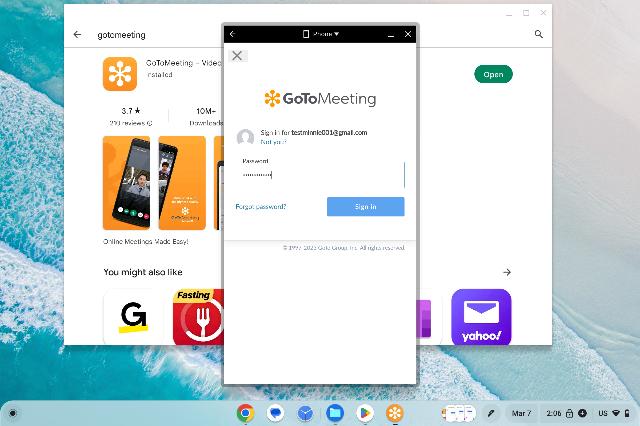 gotomeeting
GoToMeeting – Video
Installed
Open
3.7 ★
210 reviews
10M+
Downloads
Online Meetings Made Easy!
You might also like
G
Fasting
yahoo!
Phone
GoToMeeting
Sign in for testminnie001@gmail.com
Not you?
Password
Forgot password?
Sign in
© 1997-2023 GoTo Group, Inc. All rights reserved.
Mar 7
2:06
US